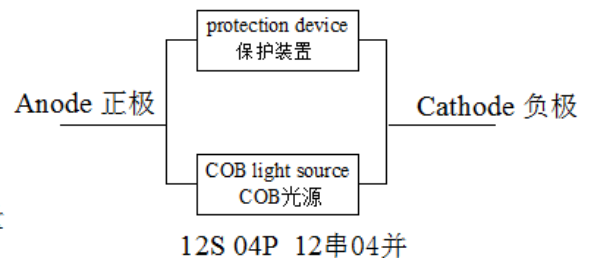 protection device
保护装置
Anode 正极
Cathode 负极
COB light source
COB光源
12S 04P 12串04并